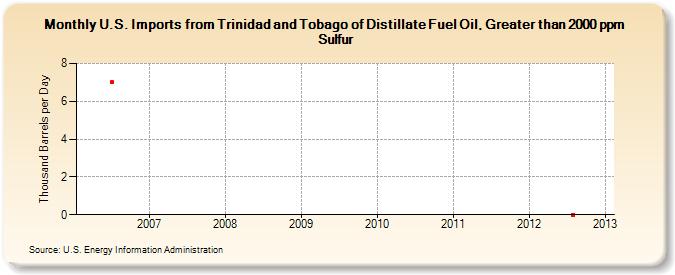 Monthly U.S. Imports from Trinidad and Tobago of Distillate Fuel Oil, Greater than 2000 ppm
Sulfur
Thousand Barrels per Day
8
6
4
2
0
2007 2008 2009 2010 2011 2012 2013
Source: U.S. Energy Information Administration